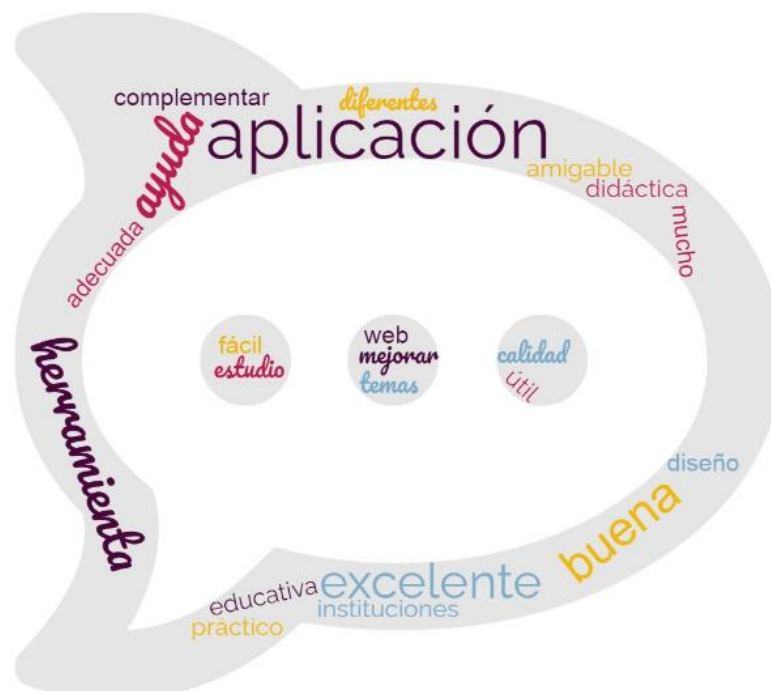 complementar
diferentes
aplicación
ayuda
amigable
didáctica
mucho
adecuada
herramienta
fácil
estudio
web
mejorar
temas
calidad
útil
diseño
buena
excelente
educativa
instituciones
práctico